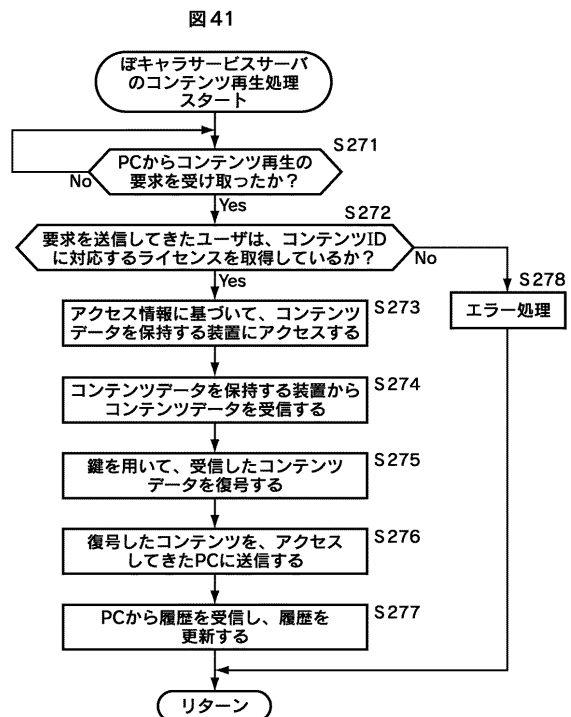 図41
ぽキャラサービスサーバ
のコンテンツ再生処理
スタート
S271
PCからコンテンツ再生の
要求を受け取ったか？
No
Yes
S272
要求を送信してきたユーザは、コンテンツID
に対応するライセンスを取得しているか？
No
Yes
S278
エラー処理
S273
アクセス情報に基づいて、コンテンツ
データを保持する装置にアクセスする
S274
コンテンツデータを保持する装置から
コンテンツデータを受信する
S275
鍵を用いて、受信したコンテンツ
データを復号する
S276
復号したコンテンツを、アクセス
してきたPCに送信する
S277
PCから履歴を受信し、履歴を
更新する
リターン